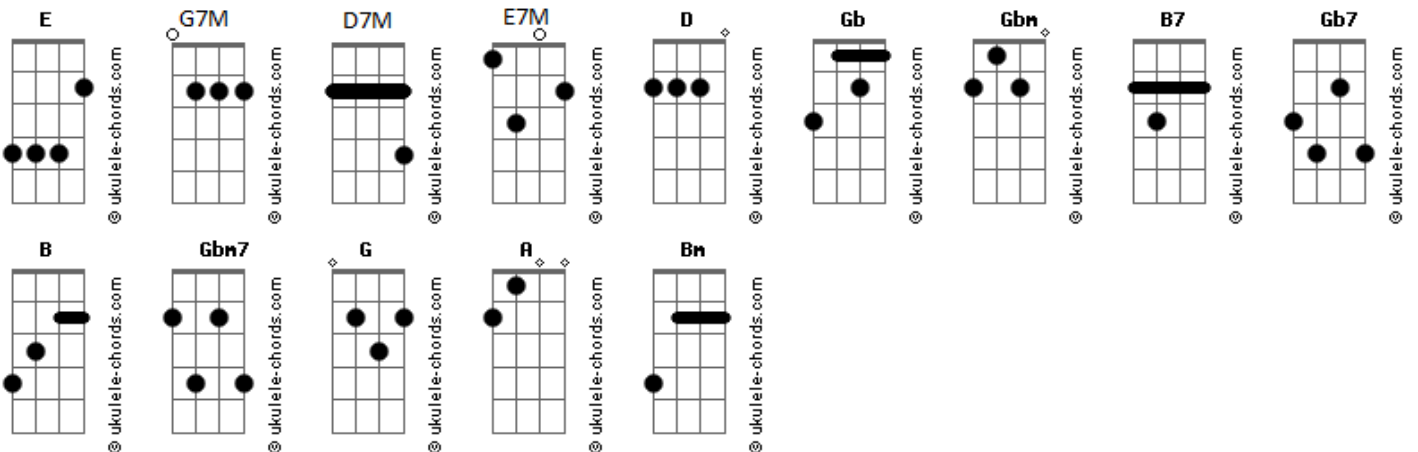 E G7M D7M E7M D Gb Gbm B7 Gb7
© ukulele-chords.com © ukulele-chords.com © ukulele-chords.com © ukulele-chords.com © ukulele-chords.com © ukulele-chords.com © ukulele-chords.com © ukulele-chords.com © ukulele-chords.com
B Gbm7 G A Bm
© ukulele-chords.com © ukulele-chords.com © ukulele-chords.com © ukulele-chords.com © ukulele-chords.com